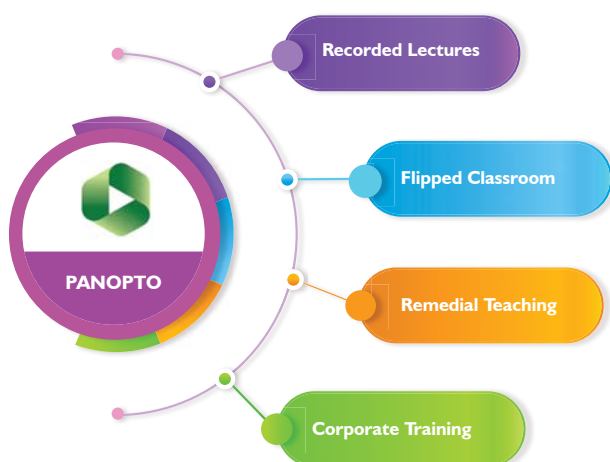 Recorded Lectures
Flipped Classroom
PANOPTO
Remedial Teaching
Corporate Training